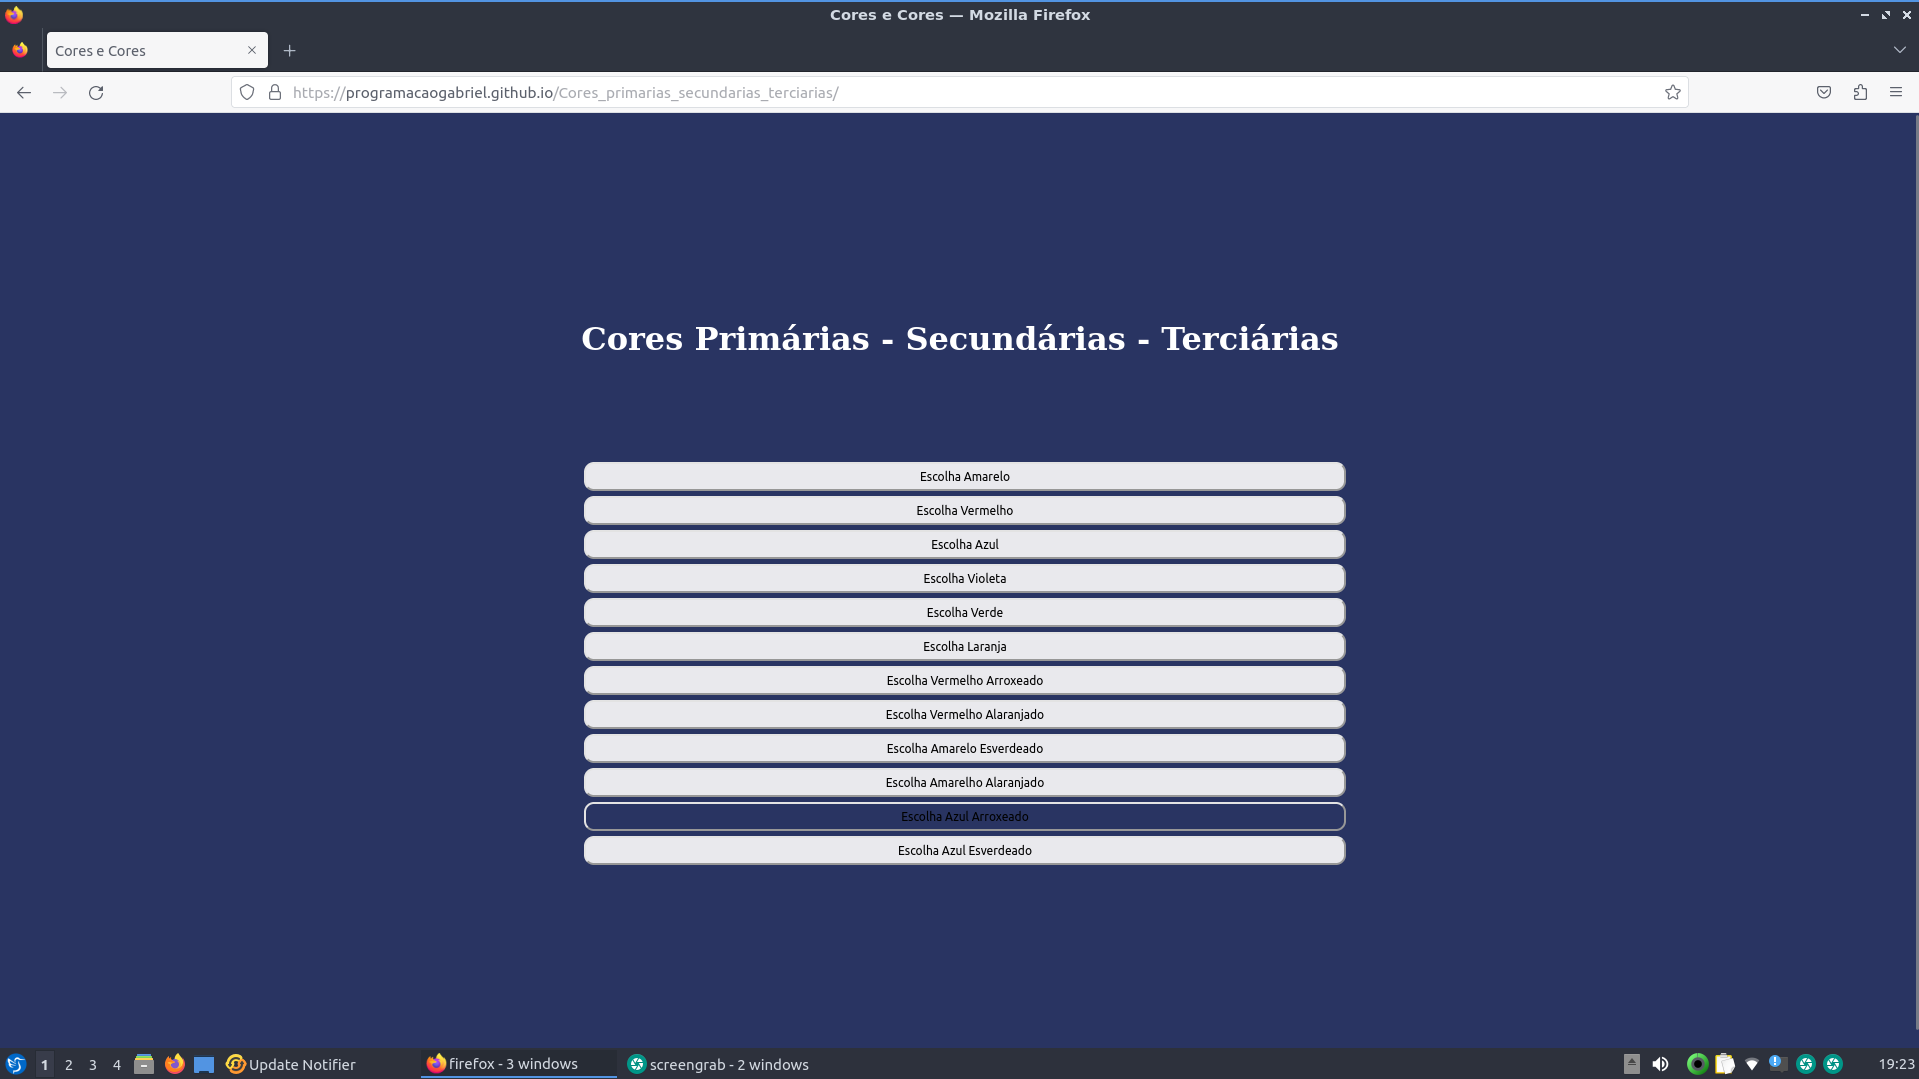 Cores e Cores — Mozilla Firefox
Cores e Cores
https://programacaogabriel.github.io/Cores_primarias_secundarias_terciarias/
Cores Primárias - Secundárias - Terciárias
Escolha Amarelo
Escolha Vermelho
Escolha Azul
Escolha Violeta
Escolha Verde
Escolha Laranja
Escolha Vermelho Arroxeado
Escolha Vermelho Alaranjado
Escolha Amarelo Esverdeado
Escolha Amarelho Alaranjado
Escolha Azul Arroxeado
Escolha Azul Esverdeado
1 2 3 4 Update Notifier firefox - 3 windows screengrab - 2 windows 19:23